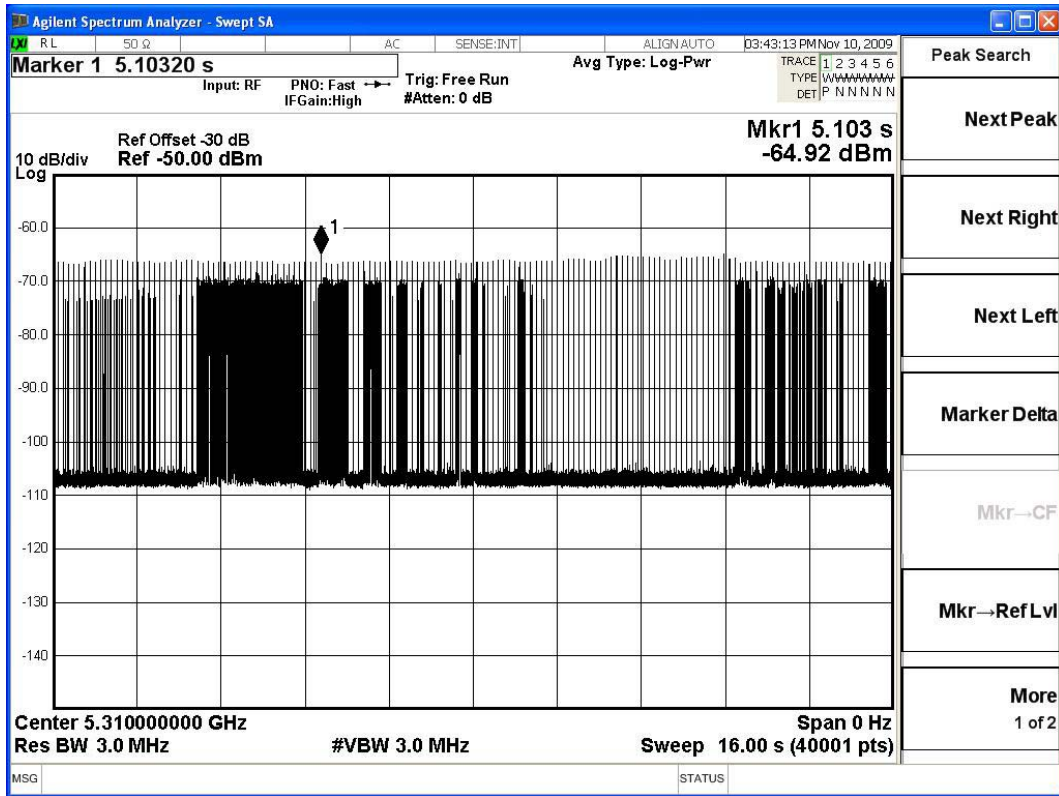 Agilent Spectrum Analyzer - Swept SA
LXI RL 50 Ω AC SENSE:INT ALIGNAUTO 03:43:13 PM Nov 10, 2009
Marker 1 5.10320 s
Input: RF PNO: Fast Trig: Free Run Avg Type: Log-Pwr TRACE 1 2 3 4 5 6
TYPE WWWWWW
IFGain:High #Atten: 0 dB DET P N N N N N
Peak Search
Ref Offset -30 dB Mkr1 5.103 s
10 dB/div Ref -50.00 dBm -64.92 dBm
Log
1
-60.0
-70.0
-80.0
-90.0
-100
-110
-120
-130
-140
Center 5.310000000 GHz Span 0 Hz
Res BW 3.0 MHz #VBW 3.0 MHz Sweep 16.00 s (40001 pts)
Next Peak
Next Right
Next Left
Marker Delta
Mkr→CF
Mkr→Ref Lvl
More
1 of 2
MSG STATUS